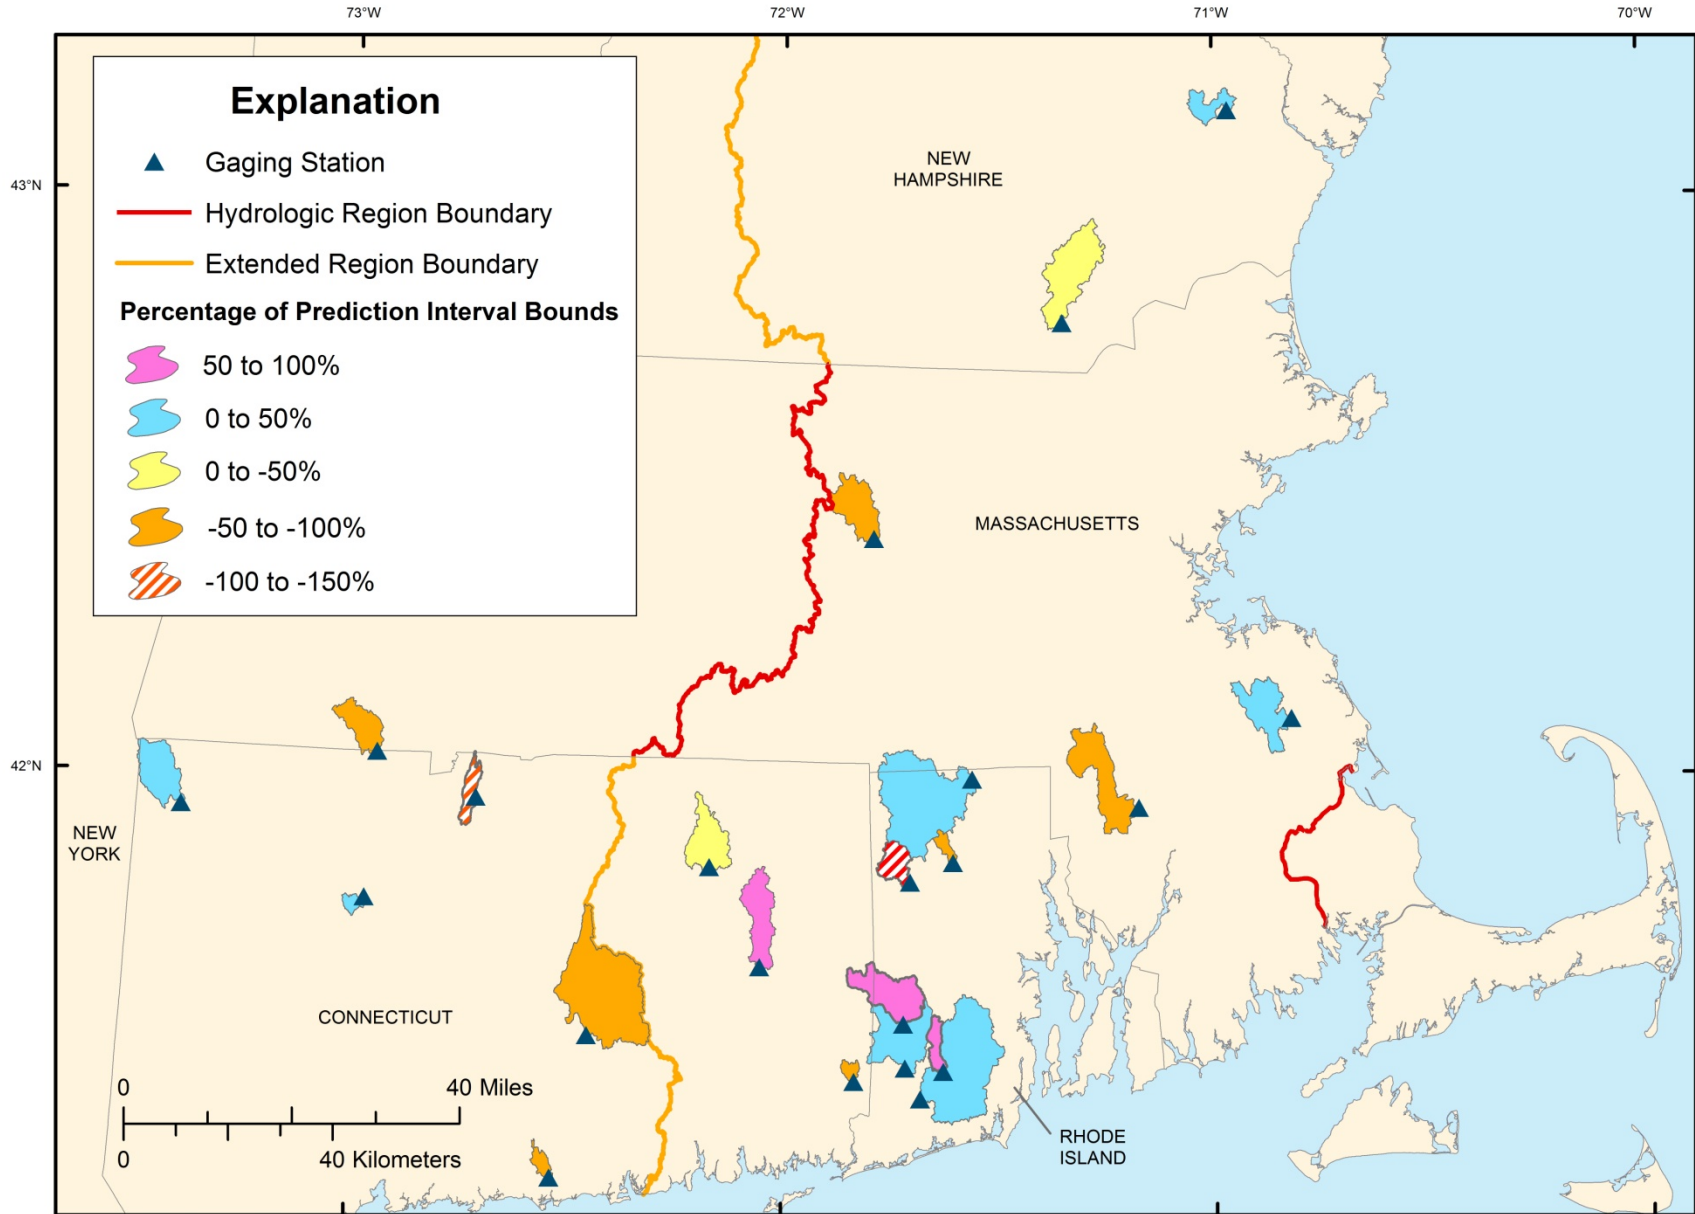 73°W
72°W
71°W
70°W
Explanation
Gaging Station
Hydrologic Region Boundary
Extended Region Boundary
Percentage of Prediction Interval Bounds
50 to 100%
0 to 50%
0 to -50%
-50 to -100%
-100 to -150%
43°N
NEW
HAMPSHIRE
MASSACHUSETTS
42°N
NEW
YORK
CONNECTICUT
0
40 Miles
0
40 Kilometers
RHODE
ISLAND